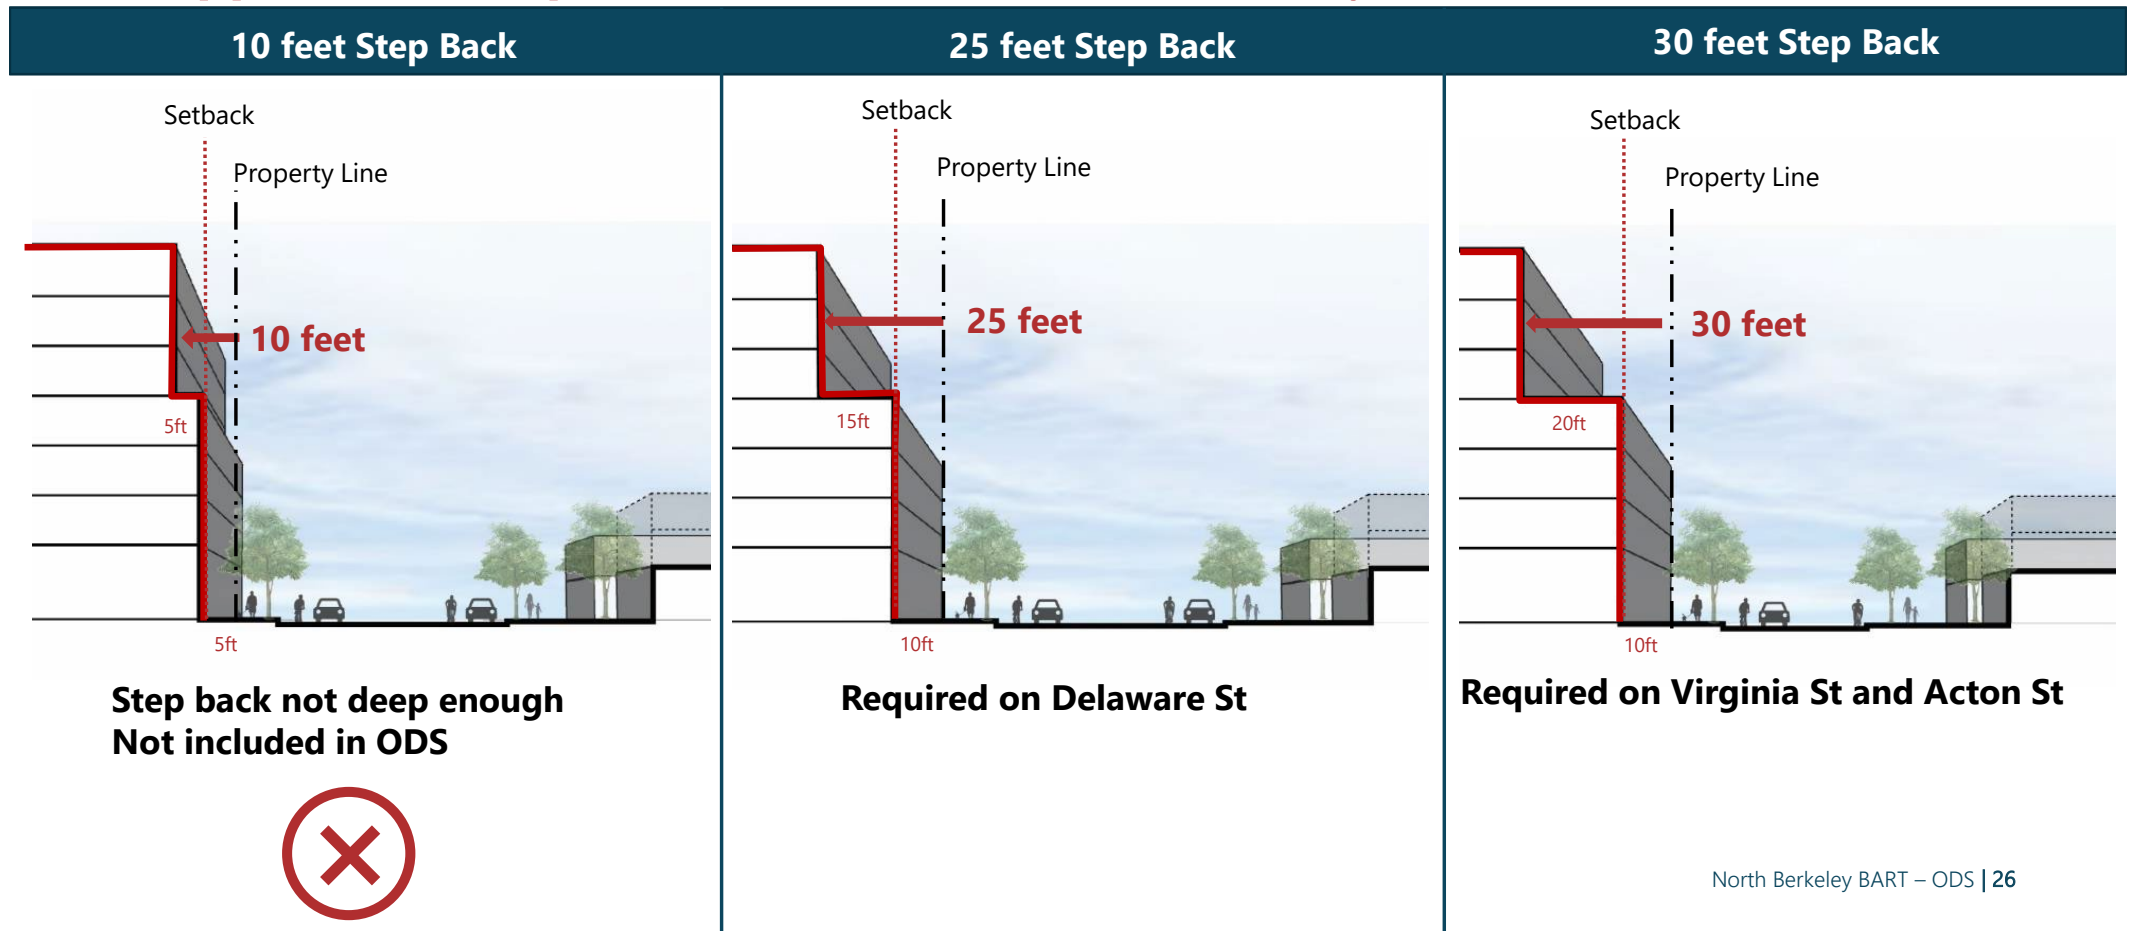 10 feet Step Back
Setback
Property Line
10 feet
5ft
5ft
Step back not deep enough
Not included in ODS
25 feet Step Back
Setback
Property Line
25 feet
15ft
10ft
Required on Delaware St
30 feet Step Back
Setback
Property Line
30 feet
20ft
10ft
Required on Virginia St and Acton St
North Berkeley BART – ODS | 26